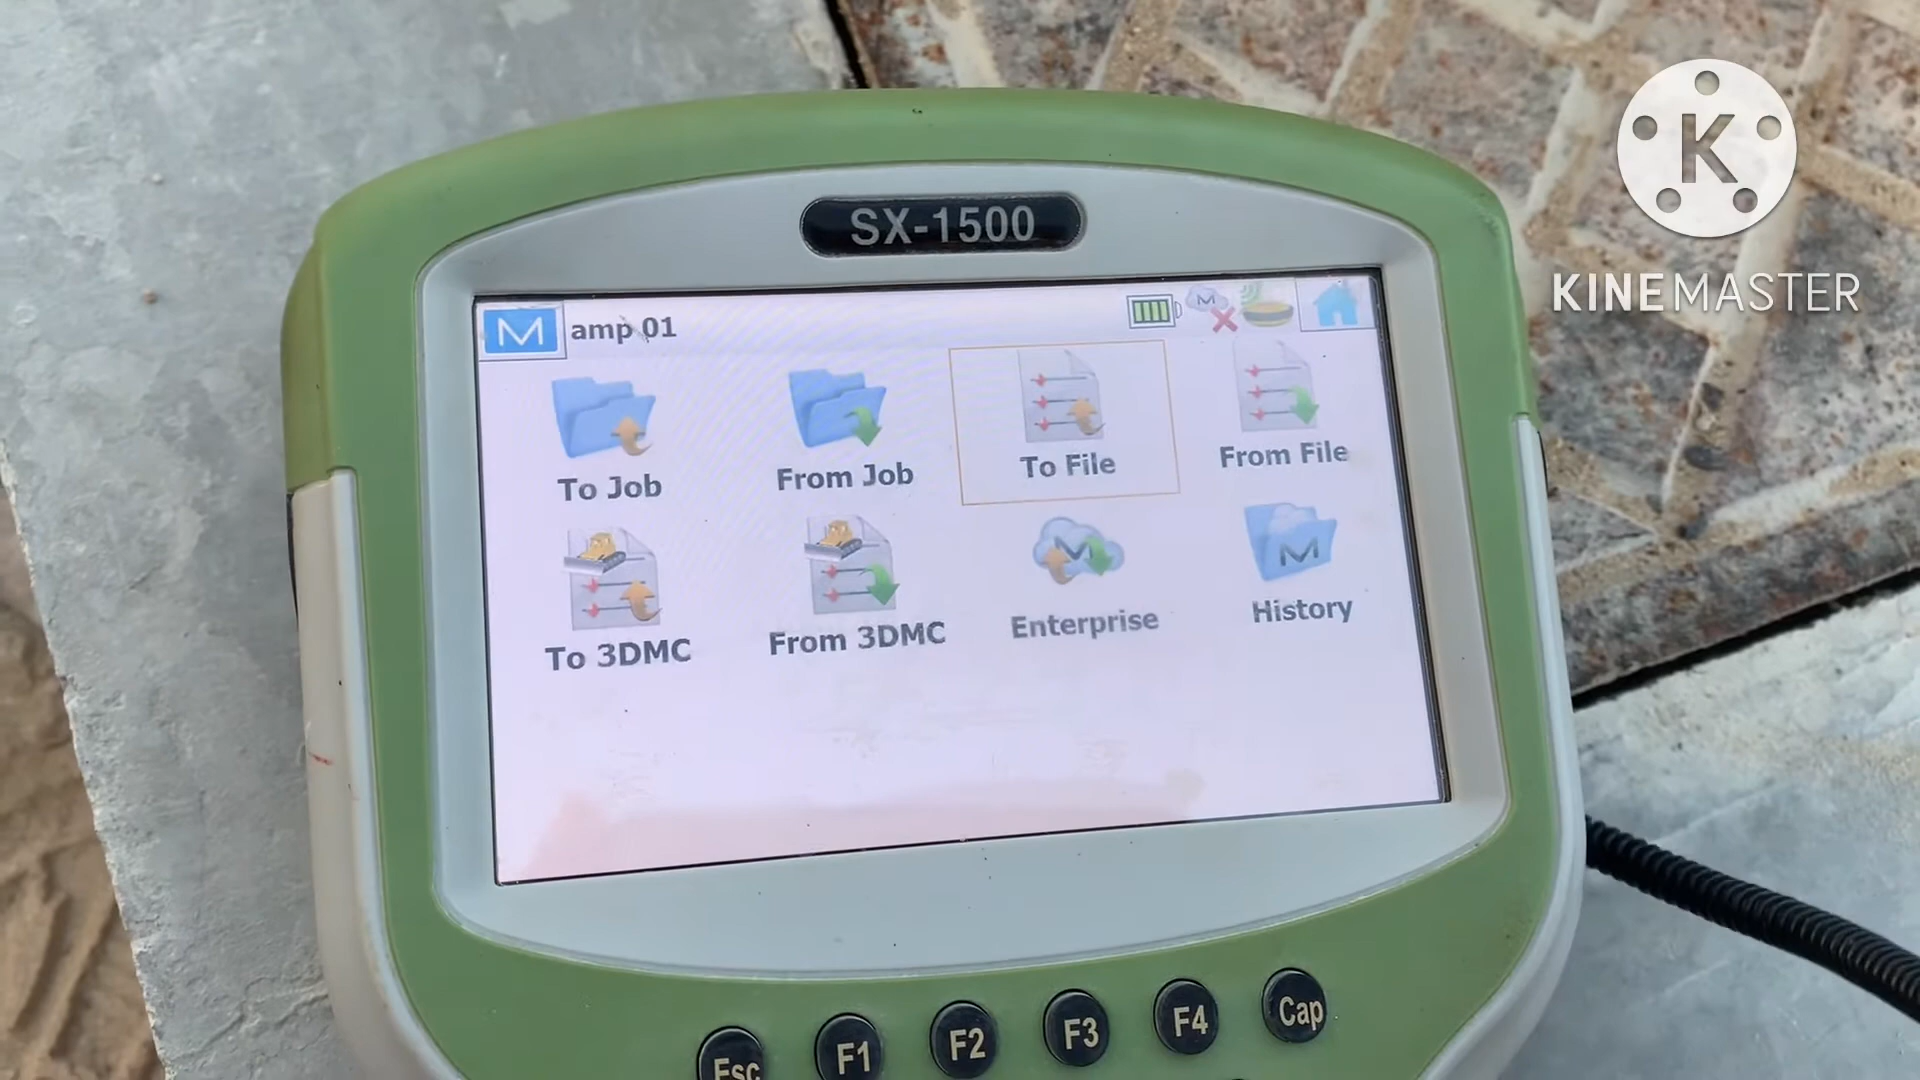 SX-1500
M amp 01
M
To Job From Job To File From File
M M
To 3DMC From 3DMC Enterprise History
Esc F1 F2 F3 F4 Cap
K
KINEMASTER